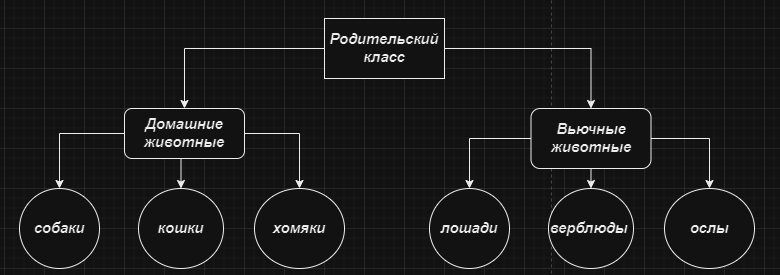 Родительский
класс
Домашние
животные
Вьючные
животные
собаки
кошки
хомяки
лошади
верблюды
ослы